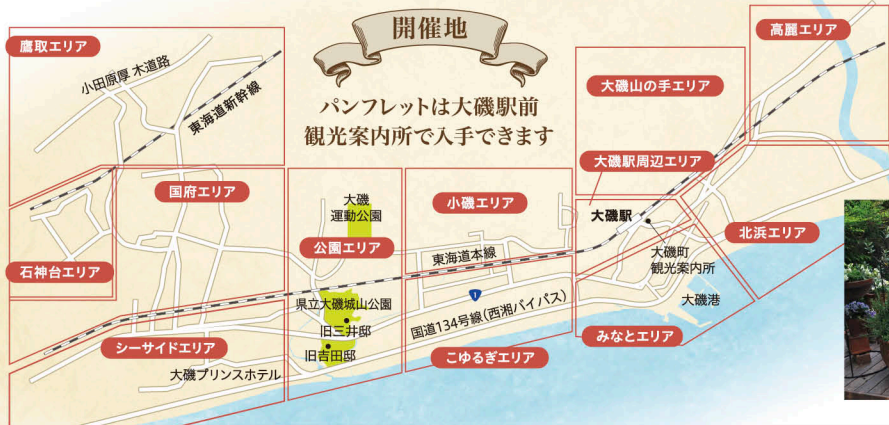 開催地
パンフレットは大磯駅前
観光案内所で入手できます
鷹取エリア
小田原厚木道路
東海道新幹線
高麗エリア
大磯山の手エリア
大磯駅周辺エリア
国府エリア
大磯
運動公園
小磯エリア
大磯駅
北浜エリア
公園エリア
東海道本線
大磯町
観光案内所
石神台エリア
大磯港
県立大磯城山公園
1
国道134号線(西湘バイパス)
旧三井邸
みなとエリア
シーサイドエリア
旧吉田邸
こゆるぎエリア
大磯プリンスホテル